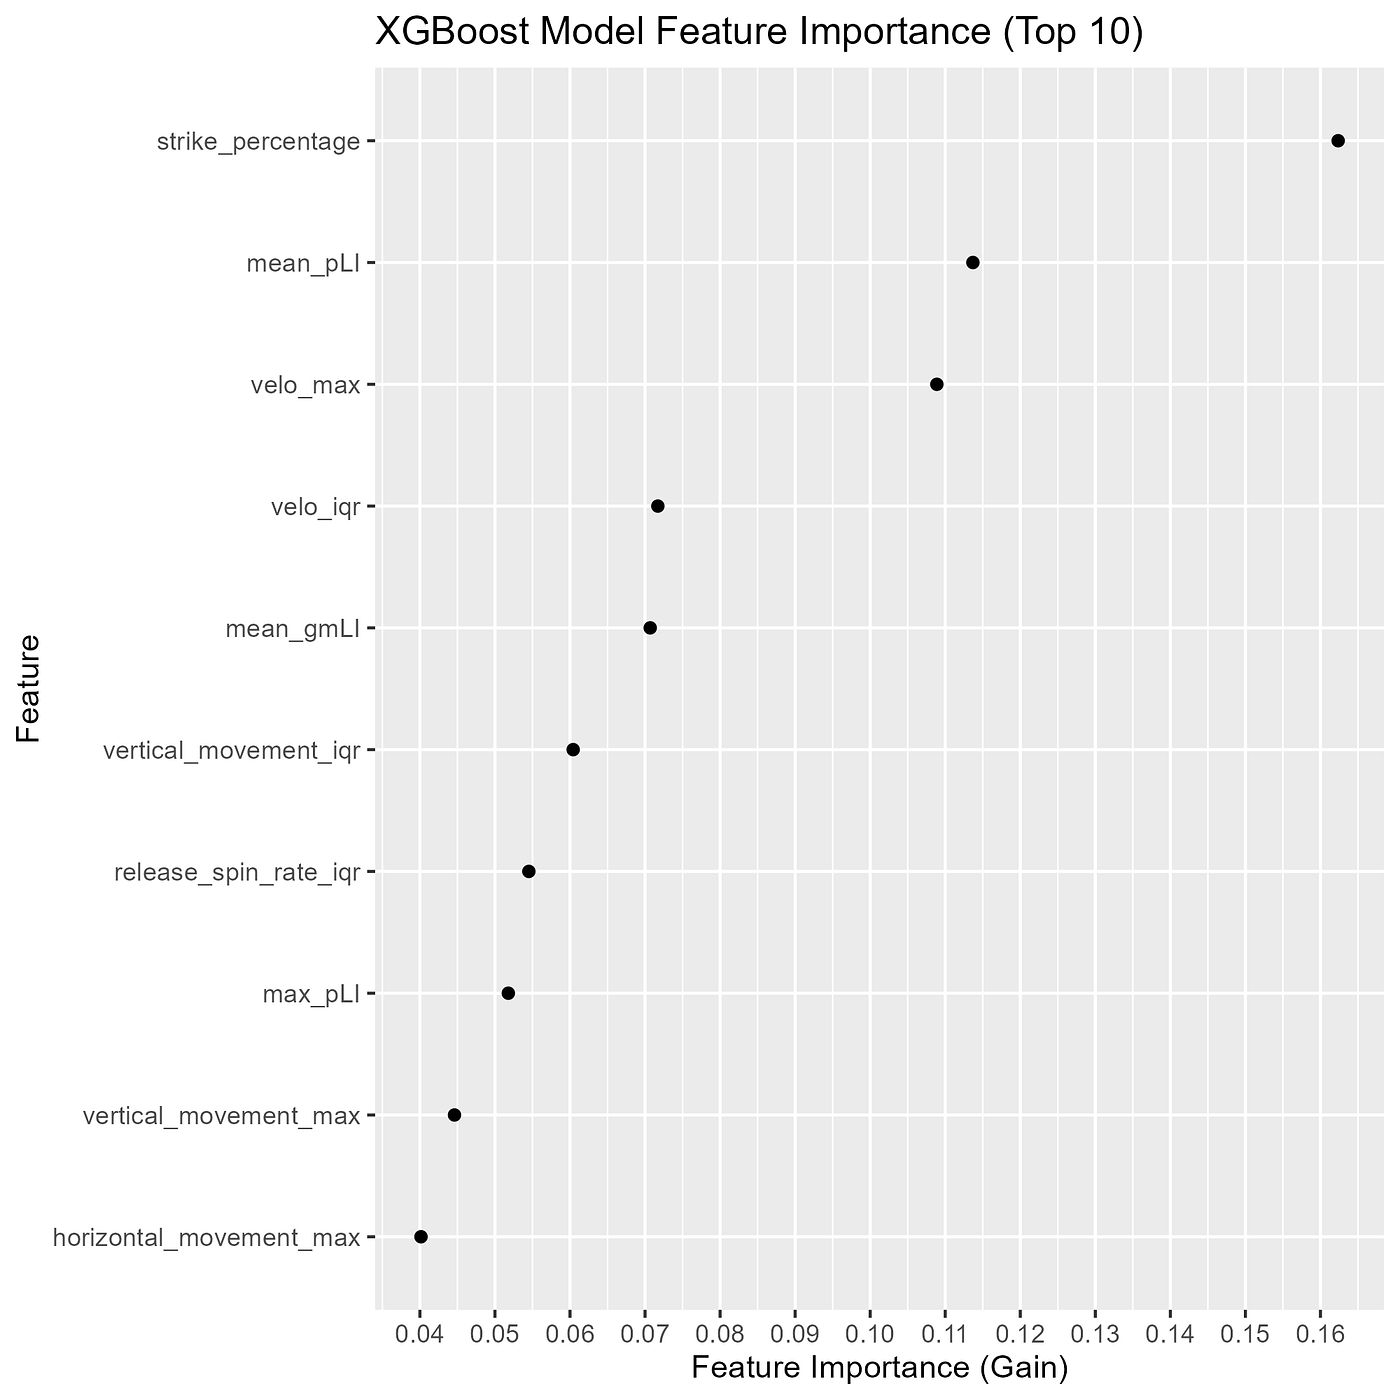 XGBoost Model Feature Importance (Top 10)
strike_percentage
mean_pLI
velo_max
velo_iqr
mean_gmLI
vertical_movement_iqr
release_spin_rate_iqr
max_pLI
vertical_movement_max
horizontal_movement_max
Feature
0.04 0.05 0.06 0.07 0.08 0.09 0.10 0.11 0.12 0.13 0.14 0.15 0.16
Feature Importance (Gain)